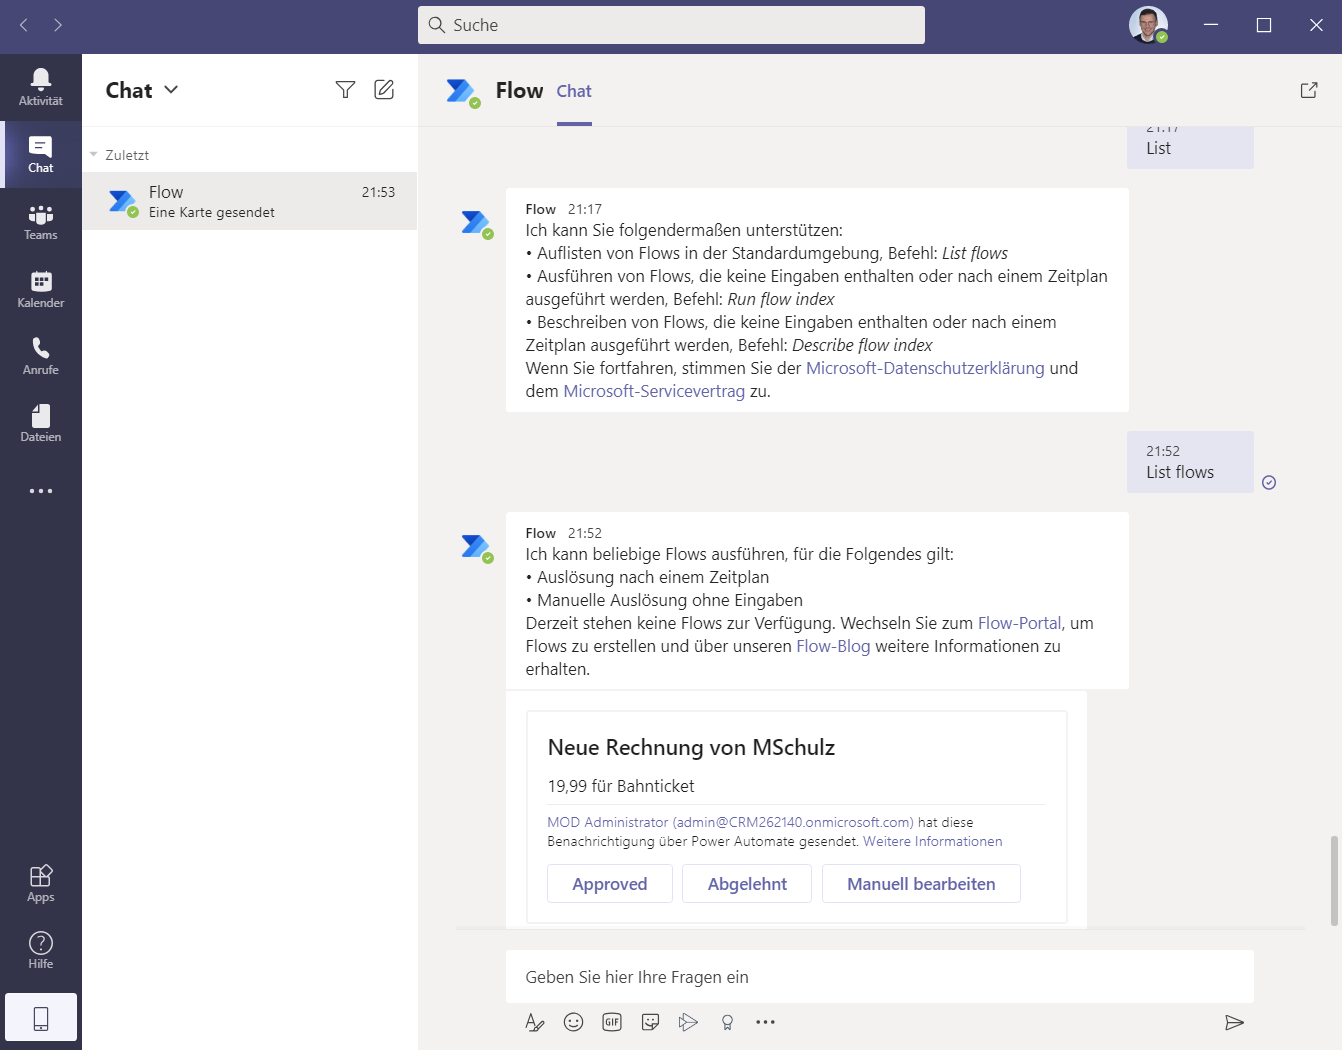 Suche
Aktivität
Chat
Teams
Kalender
Anrufe
Dateien
Apps
Hilfe
Chat
Zuletzt
Flow 21:53
Eine Karte gesendet
Flow Chat
21:17
List
Flow 21:17
Ich kann Sie folgendermaßen unterstützen:
• Auflisten von Flows in der Standardumgebung, Befehl: List flows
• Ausführen von Flows, die keine Eingaben enthalten oder nach einem Zeitplan
ausgeführt werden, Befehl: Run flow index
• Beschreiben von Flows, die keine Eingaben enthalten oder nach einem
Zeitplan ausgeführt werden, Befehl: Describe flow index
Wenn Sie fortfahren, stimmen Sie der Microsoft-Datenschutzerklärung und
dem Microsoft-Servicevertrag zu.
21:52
List flows
Flow 21:52
Ich kann beliebige Flows ausführen, für die Folgendes gilt:
• Auslösung nach einem Zeitplan
• Manuelle Auslösung ohne Eingaben
Derzeit stehen keine Flows zur Verfügung. Wechseln Sie zum Flow-Portal, um
Flows zu erstellen und über unseren Flow-Blog weitere Informationen zu
erhalten.
Neue Rechnung von MSchulz
19,99 für Bahnticket
MOD Administrator (admin@CRM262140.onmicrosoft.com) hat diese
Benachrichtigung über Power Automate gesendet. Weitere Informationen
Approved Abgelehnt Manuell bearbeiten
Geben Sie hier Ihre Fragen ein
GIF